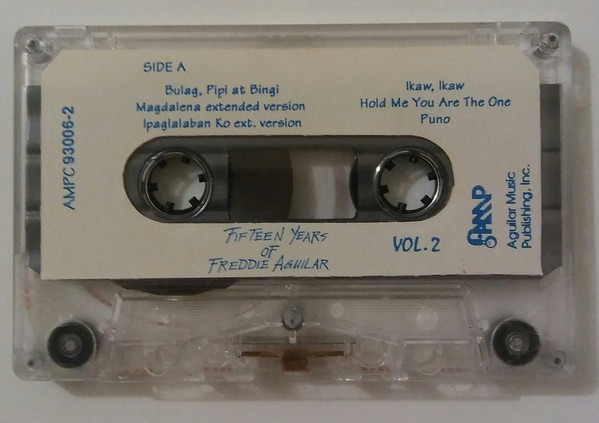 SIDE A
Bulag, Pipi at Bingi
Magdalena extended version
Ipaglalaban Ko ext. version
Ikaw, Ikaw
Hold Me You Are The One
Puno
AMPC 93006-2
FIFTEEN YEARS
OF
FREDDIE AGUILAR
VOL. 2
AMP
Aguilar Music
Publishing, Inc.